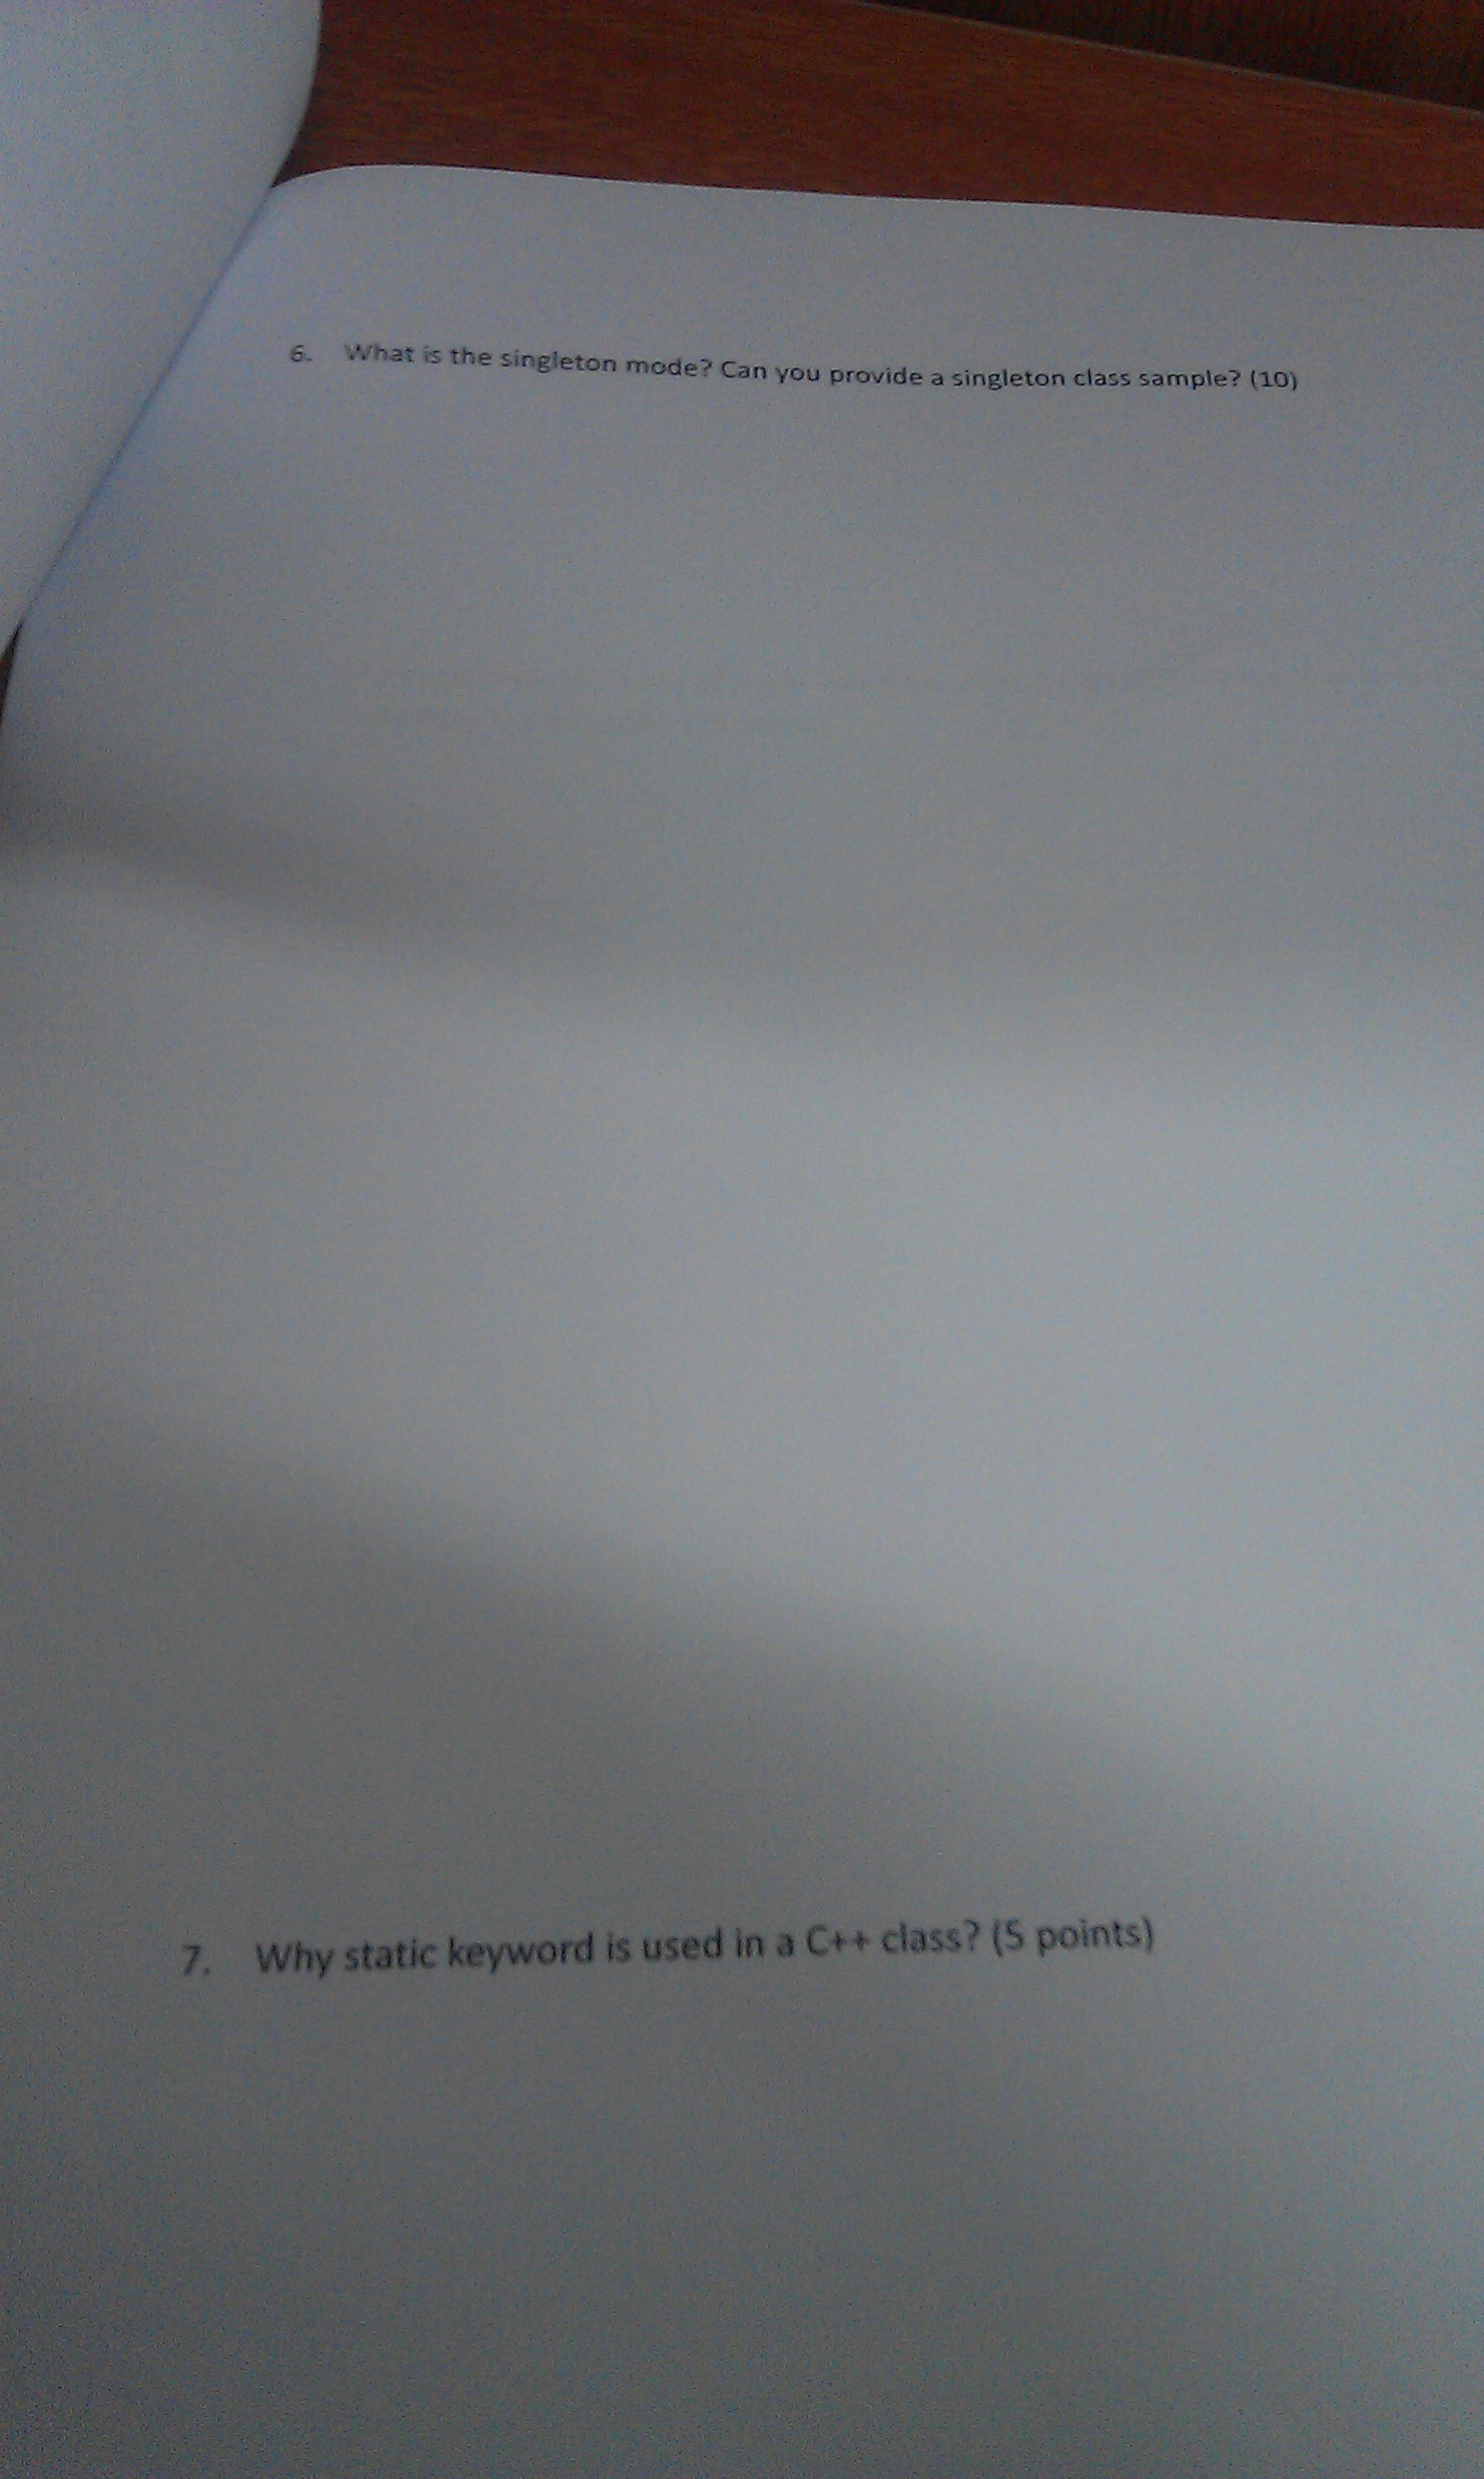 6. What is the singleton mode? Can you provide a singleton class sample? (10)
7. Why static keyword is used in a C++ class? (5 points)